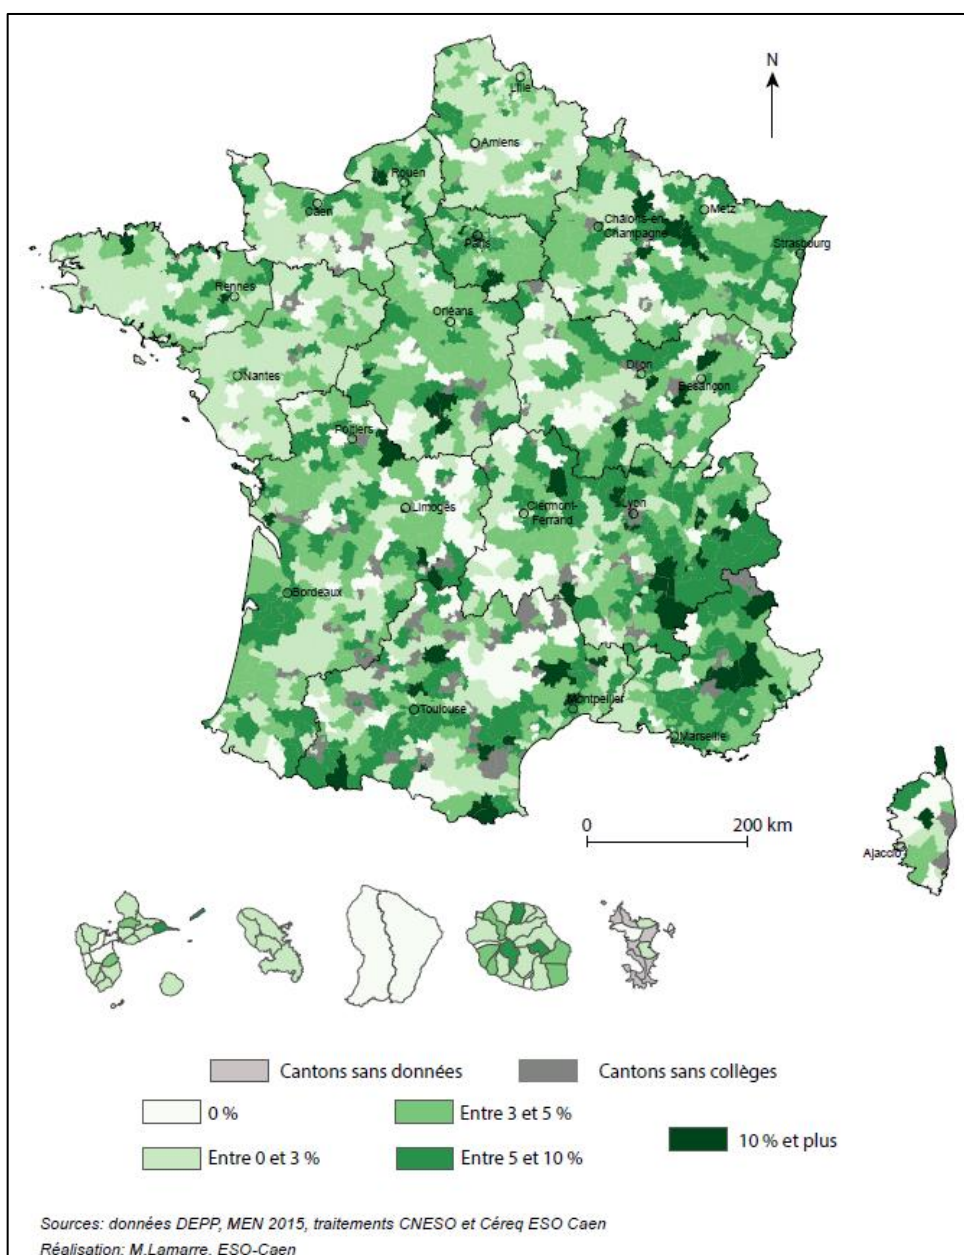 N
Lille
Amiens
Rouen
Caen
Metz
Châlons-en-
Champagne
Paris
Strasbourg
Rennes
Orléans
Nantes
Dijon
Besançon
Poitiers
Limoges
Clermont-
Ferrand
Lyon
Bordeaux
Toulouse
Montpellier
Marseille
0 200 km
Ajaccio
Cantons sans données
Cantons sans collèges
0 %
Entre 3 et 5 %
10 % et plus
Entre 0 et 3 %
Entre 5 et 10 %
Sources: données DEPP, MEN 2015, traitements CNESO et Céreq ESO Caen
Réalisation: M.Lamarre, ESO-Caen